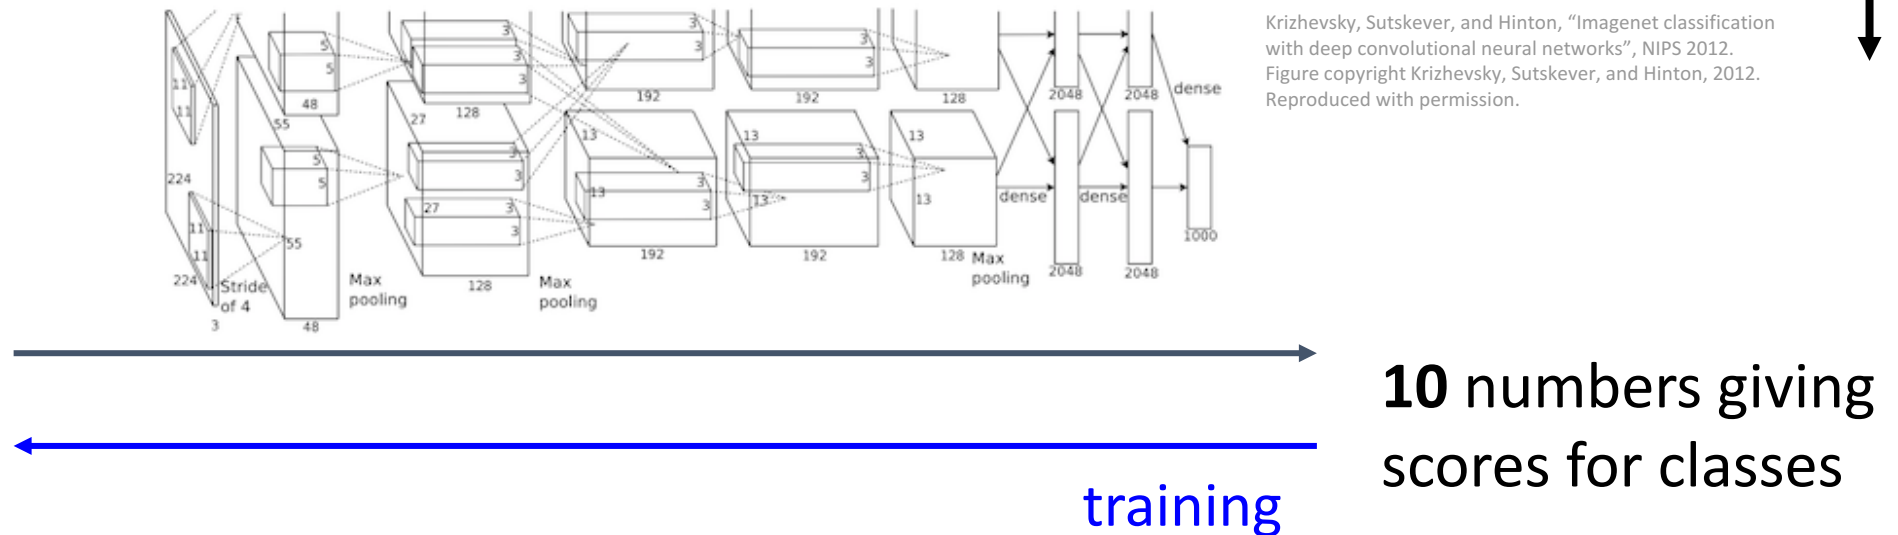 Krizhevsky, Sutskever, and Hinton, “Imagenet classification
with deep convolutional neural networks”, NIPS 2012.
Figure copyright Krizhevsky, Sutskever, and Hinton, 2012.
Reproduced with permission.
3
3
5
3
3
11
5
3
3
3
11
48
128
192
192
128
2048
2048
dense
55
27
13
13
13
5
3
3
224
5
3
3
3
13
3
13
13
dense
dense
27
3
3
11
55
3
1000
11
192
192
128
Max
pooling
2048
2048
224
Stride
of 4
Max
pooling
128
Max
pooling
3
48
10 numbers giving
scores for classes
training